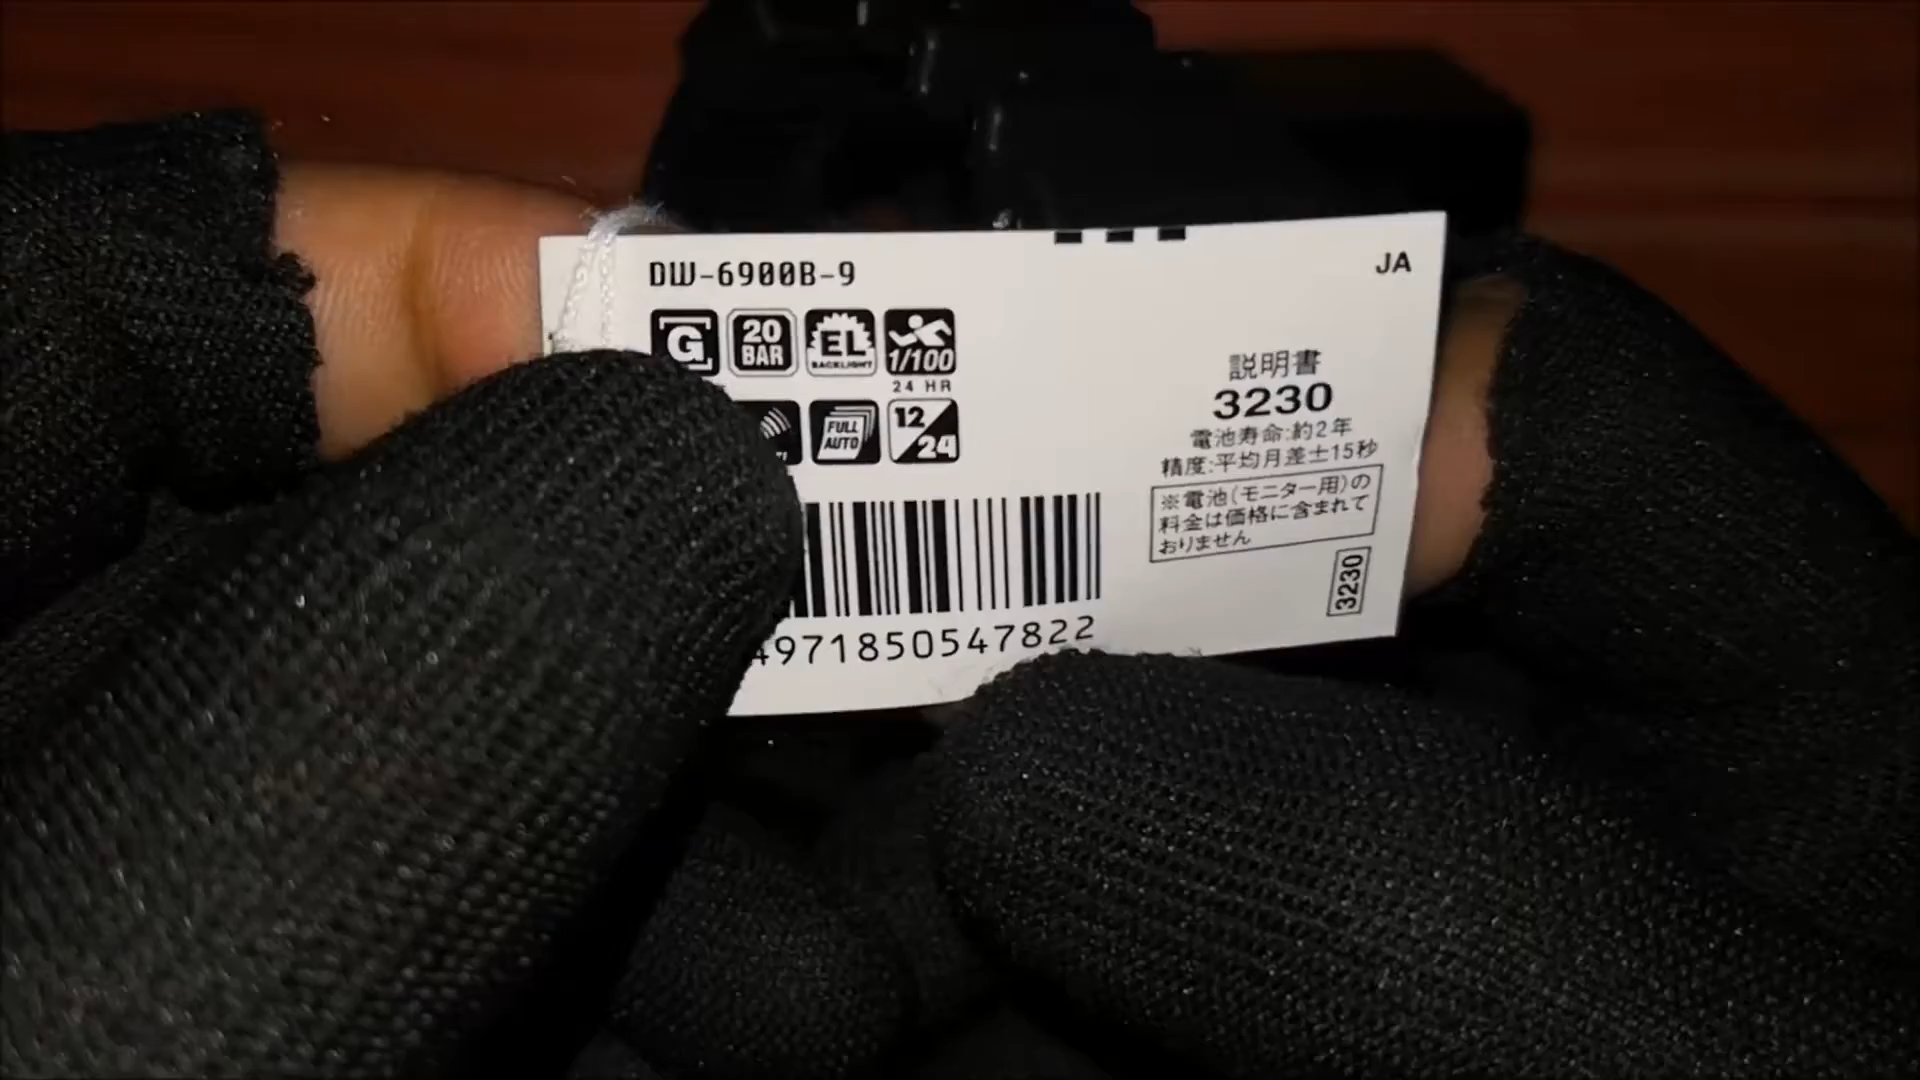 DW-6900B-9
JA
G
20
BAR
EL
BACKLIGHT
1/100
24 HR
FULL
AUTO
12/24
4971850547822
説明書
3230
電池寿命:約2年
精度:平均月差±15秒
※電池(モニター用)の
料金は価格に含まれて
おりません
3230